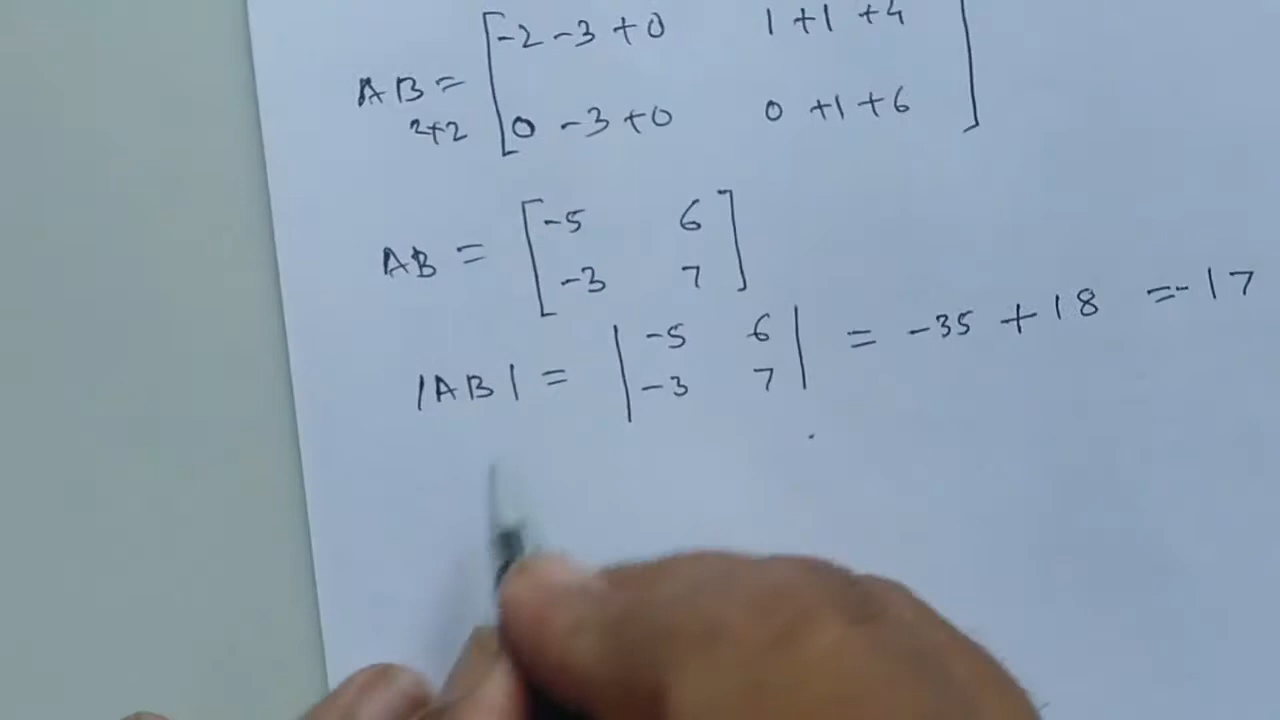 -2 -3 +0 1 +1 +4
AB =
2+2 0 -3 +0 0 +1 +6
-5 6
AB =
-3 7
-5 6
|AB| = = -35 + 18 = -17
-3 7